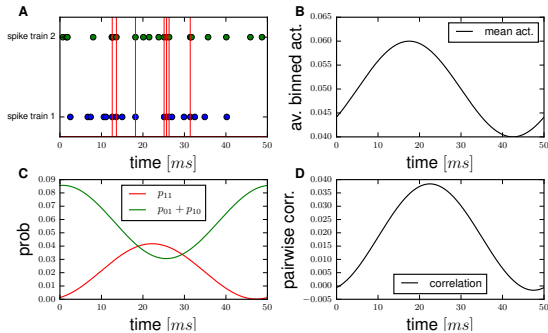 A
spike train 2
spike train 1
0 10 20 30 40 50
time [ms]
B
av. binned act.
0.065
0.060
0.055
0.050
0.045
0.040
mean act.
0 10 20 30 40 50
time [ms]
C
prob
0.09
0.08
0.07
0.06
0.05
0.04
0.03
0.02
0.01
0.00
p₁₁
p₀₁ + p₁₀
0 10 20 30 40 50
time [ms]
D
pairwise corr.
0.040
0.035
0.030
0.025
0.020
0.015
0.010
0.005
0.000
−0.005
correlation
0 10 20 30 40 50
time [ms]